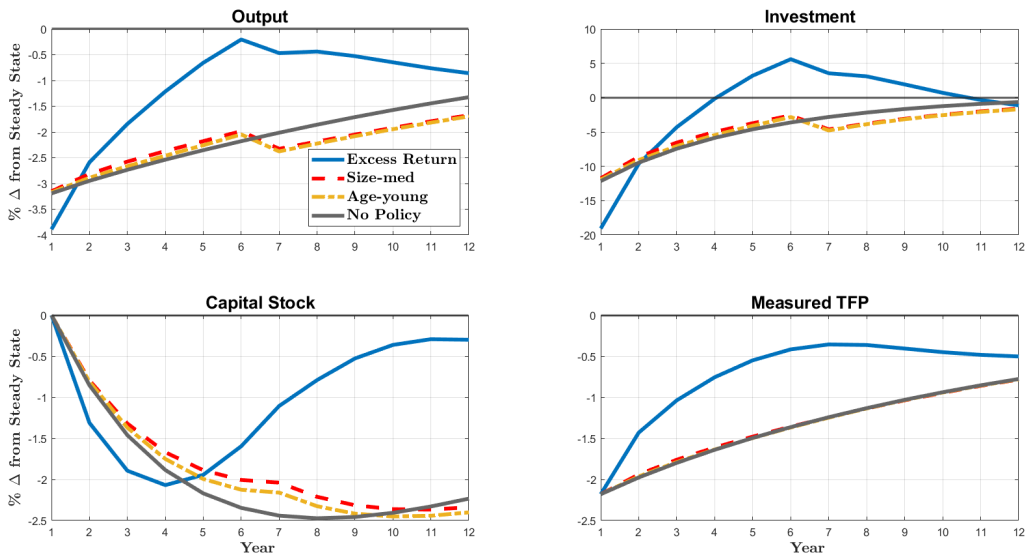 Output
% Δ from Steady State
0
-0.5
-1
-1.5
-2
-2.5
-3
-3.5
-4
1 2 3 4 5 6 7 8 9 10 11 12
Excess Return
Size-med
Age-young
No Policy
Investment
10
5
0
-5
-10
-15
-20
1 2 3 4 5 6 7 8 9 10 11 12
Capital Stock
% Δ from Steady State
0
-0.5
-1
-1.5
-2
-2.5
1 2 3 4 5 6 7 8 9 10 11 12
Year
Measured TFP
0
-0.5
-1
-1.5
-2
-2.5
1 2 3 4 5 6 7 8 9 10 11 12
Year